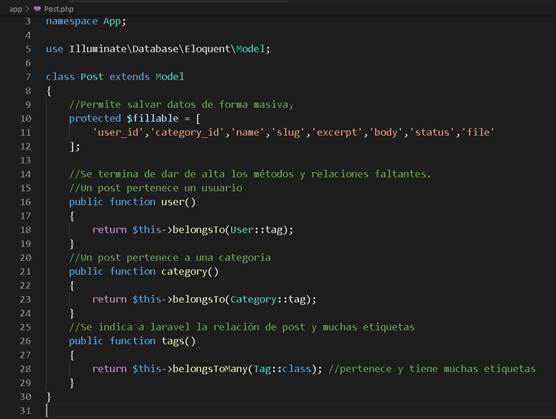 app > Post.php
3 namespace App;
4
5 use Illuminate\Database\Eloquent\Model;
6
7 class Post extends Model
8 {
9 //Permite salvar datos de forma masiva,
10 protected $fillable = [
11 'user_id','category_id','name','slug','excerpt','body','status','file'
12 ];
13
14 //Se termina de dar de alta los métodos y relaciones faltantes.
15 //Un post pertenece un usuario
16 public function user()
17 {
18 return $this->belongsTo(User::tag);
19 }
20 //Un post pertenece a una categoría
21 public function category()
22 {
23 return $this->belongsTo(Category::tag);
24 }
25 //Se indica a laravel la relación de post y muchas etiquetas
26 public function tags()
27 {
28 return $this->belongsToMany(Tag::class); //pertenece y tiene muchas etiquetas
29 }
30 }
31